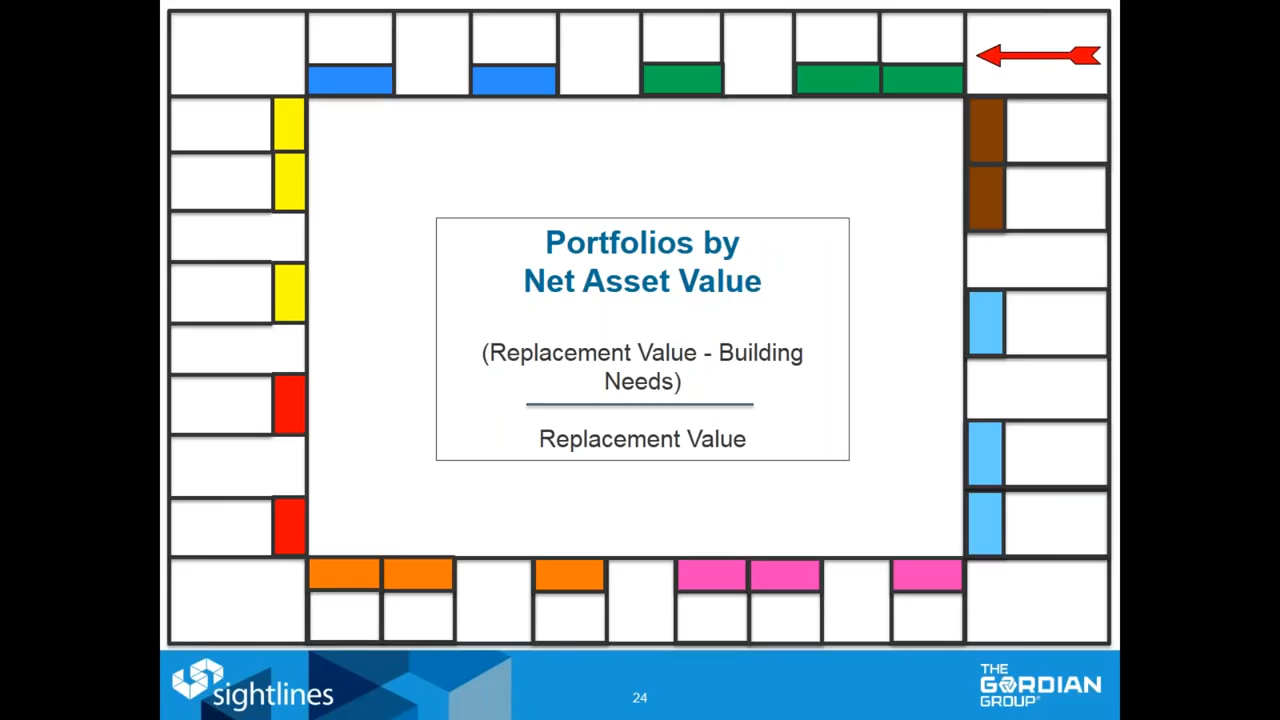 Portfolios by
Net Asset Value
(Replacement Value - Building
Needs)
Replacement Value
sightlines
24
THE
GORDIAN
GROUP®